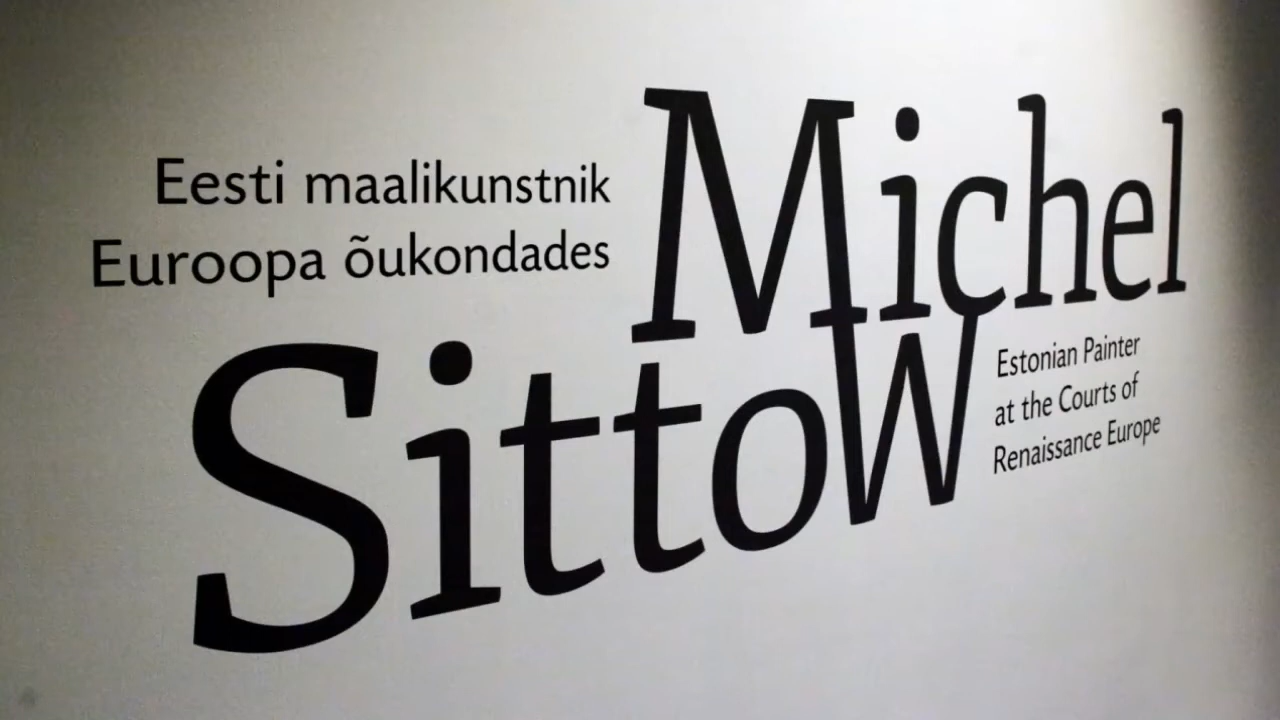 Eesti maalikunstnik
Euroopa õukondades
Michel
Sittow
Estonian Painter
at the Courts of
Renaissance Europe